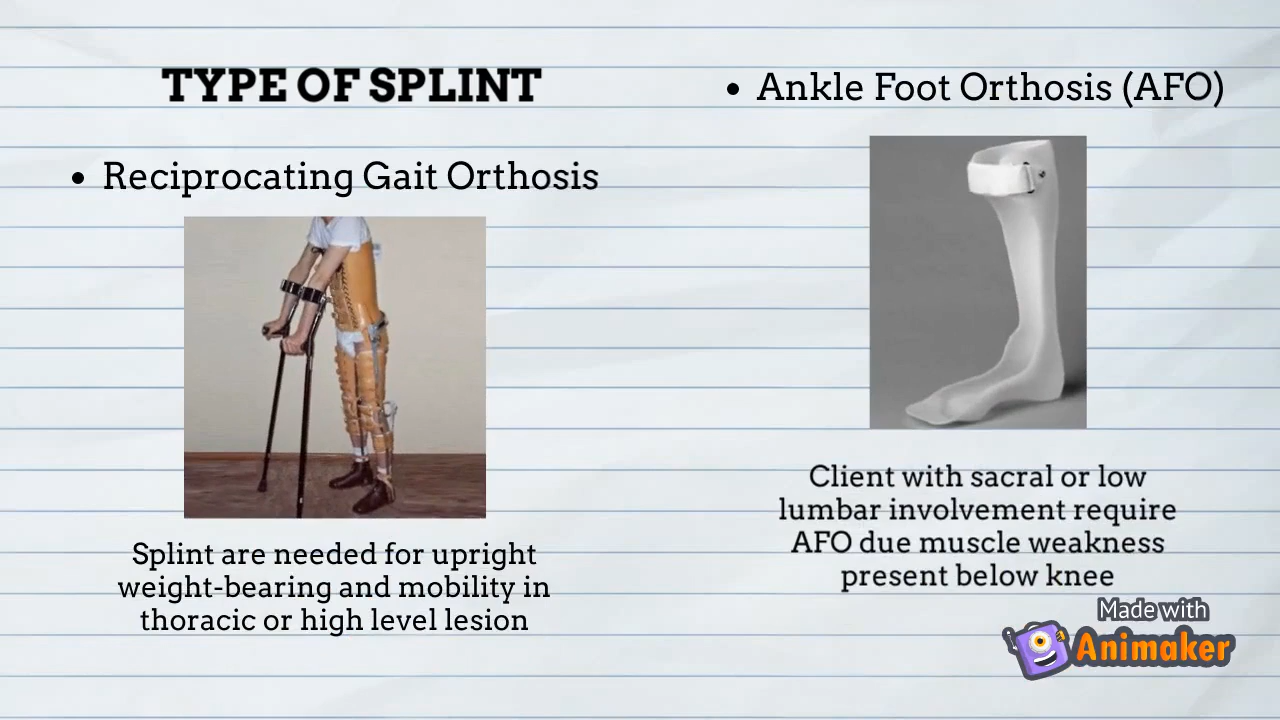 TYPE OF SPLINT
• Reciprocating Gait Orthosis
Splint are needed for upright
weight-bearing and mobility in
thoracic or high level lesion
• Ankle Foot Orthosis (AFO)
Client with sacral or low
lumbar involvement require
AFO due muscle weakness
present below knee
Made with
Animaker